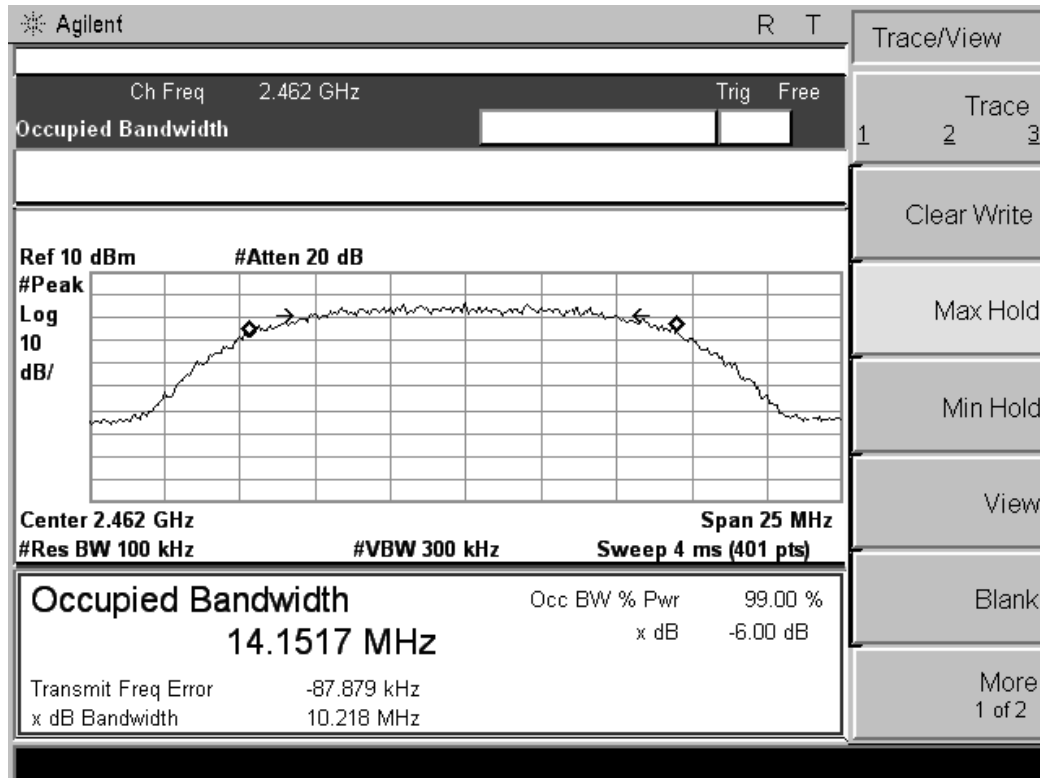 Agilent
R T
Trace/View
Ch Freq 2.462 GHz Trig Free
Occupied Bandwidth
Trace
1 2 3
Clear Write
Max Hold
Min Hold
View
Blank
More
1 of 2
Ref 10 dBm #Atten 20 dB
#Peak
Log
10
dB/
Center 2.462 GHz Span 25 MHz
#Res BW 100 kHz #VBW 300 kHz Sweep 4 ms (401 pts)
Occupied Bandwidth
14.1517 MHz
Occ BW % Pwr 99.00 %
x dB -6.00 dB
Transmit Freq Error -87.879 kHz
x dB Bandwidth 10.218 MHz